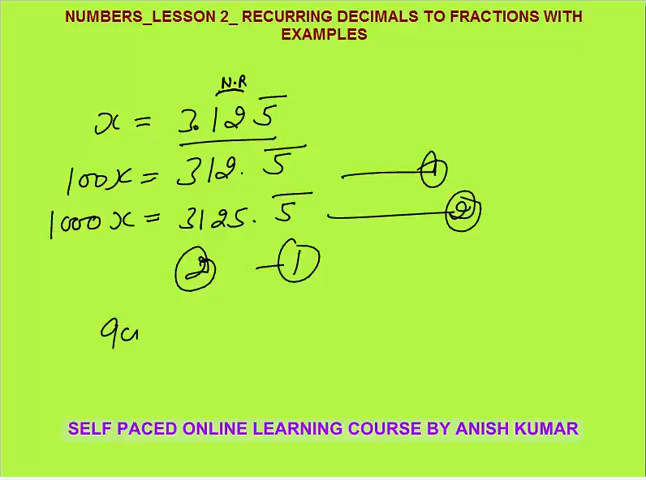 NUMBERS_LESSON 2_ RECURRING DECIMALS TO FRACTIONS WITH
EXAMPLES
N.R
x = 3.125̅
100x = 312.5̅ 1
1000x = 3125.5̅ 2
2 - 1
SELF PACED ONLINE LEARNING COURSE BY ANISH KUMAR